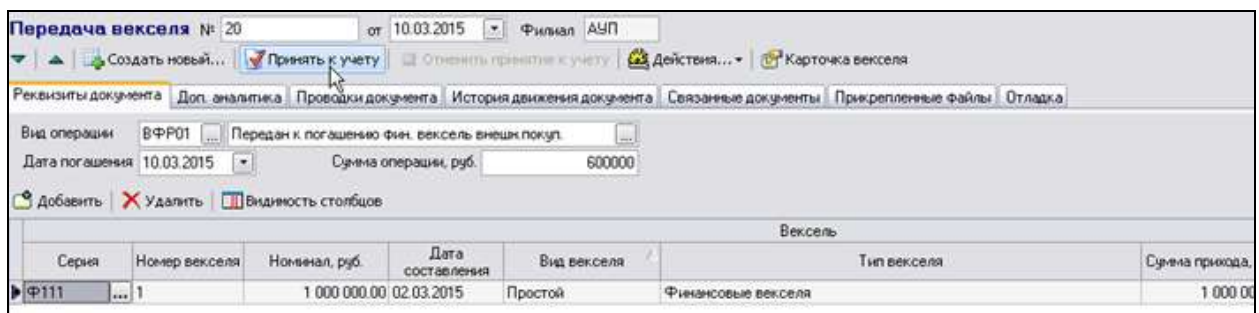 Передача векселя № 20 от 10.03.2015 Филиал АУП
Создать новый... Принять к учету Отменить принятие к учету Действия... Карточка векселя
Реквизиты документа Доп. аналитика Проводки документа История движения документа Связанные документы Прикрепленные файлы Отладка
Вид операции ВФР01 ... Передан к погашению фин. вексель внешн.покуп. ...
Дата погашения 10.03.2015 Сумма операции, руб. 600000
Добавить Удалить Видимость столбцов
Вексель
Серия Номер векселя Номинал, руб. Дата составления Вид векселя Тип векселя Сумма прихода,
Ф111 ... 1 1 000 000.00 02.03.2015 Простой Финансовые векселя 1 000 00